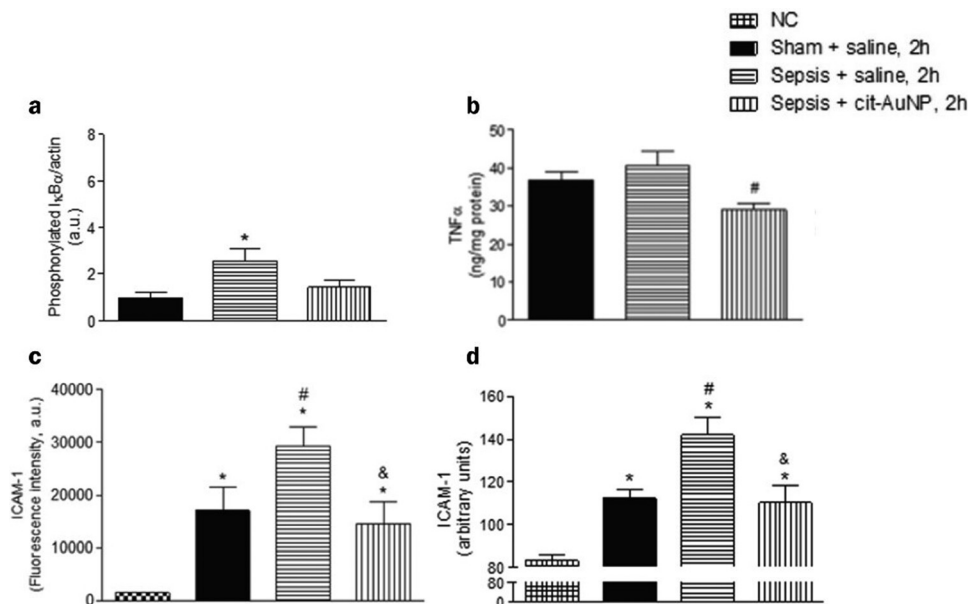 NC
Sham + saline, 2h
Sepsis + saline, 2h
Sepsis + cit-AuNP, 2h
a
Phosphorylated IκBα/actin
(a.u.)
8
6
4
2
0
*
b
TNFα
(ng/mg protein)
50
40
30
20
10
0
#
c
ICAM-1
(Fluorescence Intensity, a.u.)
40000
30000
20000
10000
0
*
#
*
&
*
d
ICAM-1
(arbitrary units)
160
140
120
100
80
80
0
*
#
*
&
*